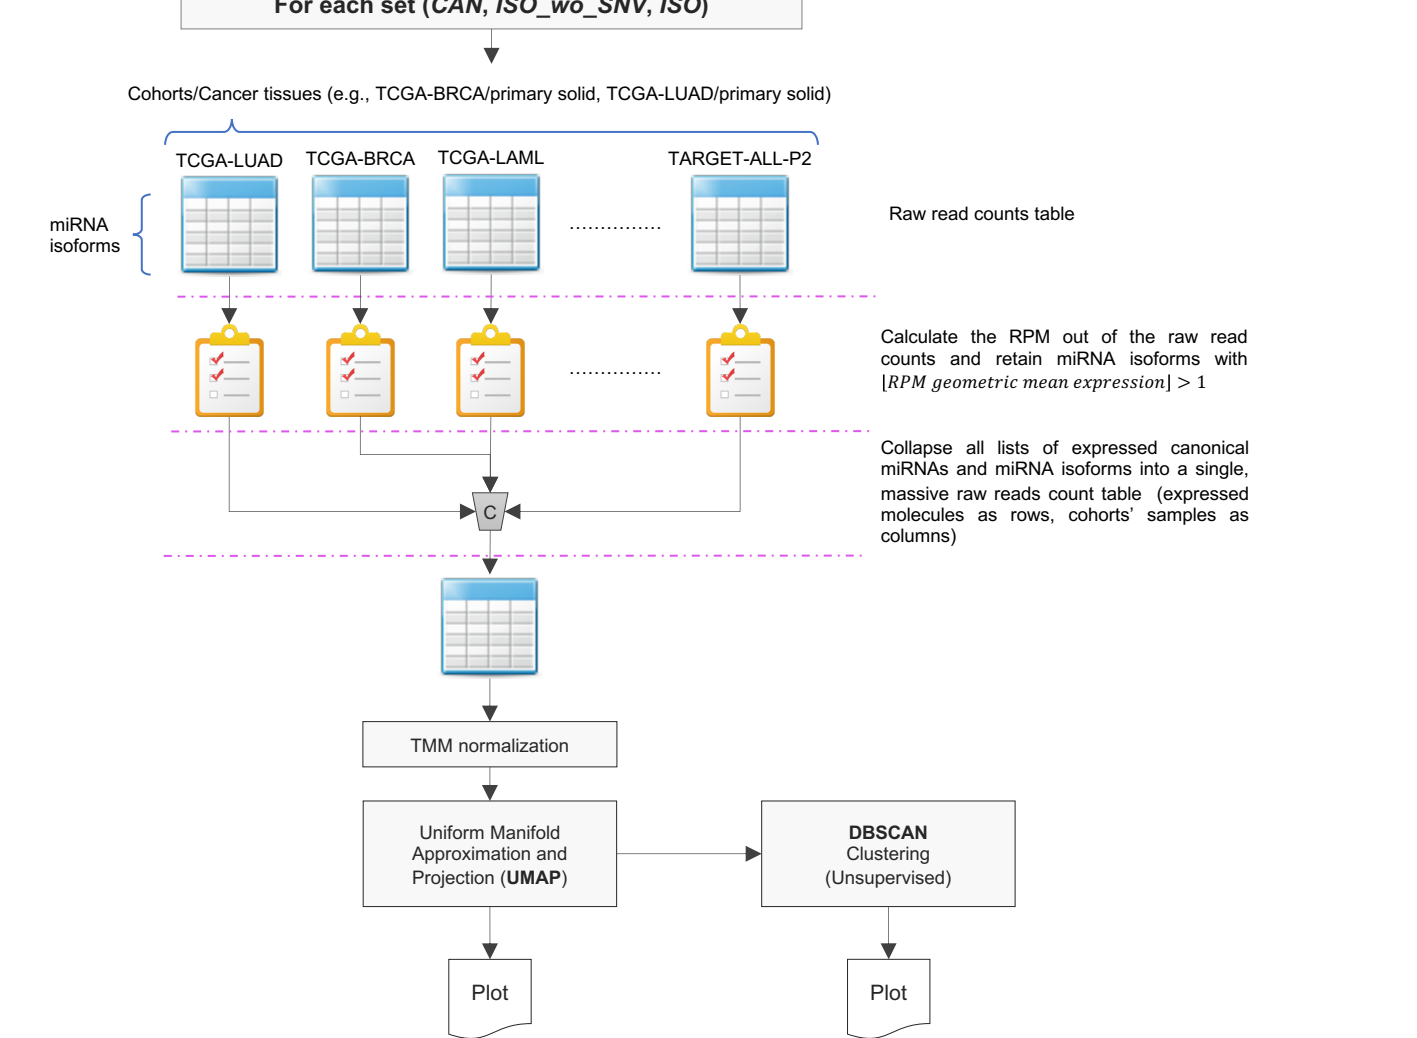 For each set (CAN, ISO_wo_SNV, ISO)
Cohorts/Cancer tissues (e.g., TCGA-BRCA/primary solid, TCGA-LUAD/primary solid)
TCGA-LUAD TCGA-BRCA TCGA-LAML TARGET-ALL-P2
miRNA
isoforms
...............
Raw read counts table
Calculate the RPM out of the raw read
counts and retain miRNA isoforms with
⌊RPM geometric mean expression⌋ > 1
...............
Collapse all lists of expressed canonical
miRNAs and miRNA isoforms into a single,
massive raw reads count table (expressed
molecules as rows, cohorts’ samples as
columns)
C
TMM normalization
Uniform Manifold
Approximation and
Projection (UMAP)
DBSCAN
Clustering
(Unsupervised)
Plot
Plot